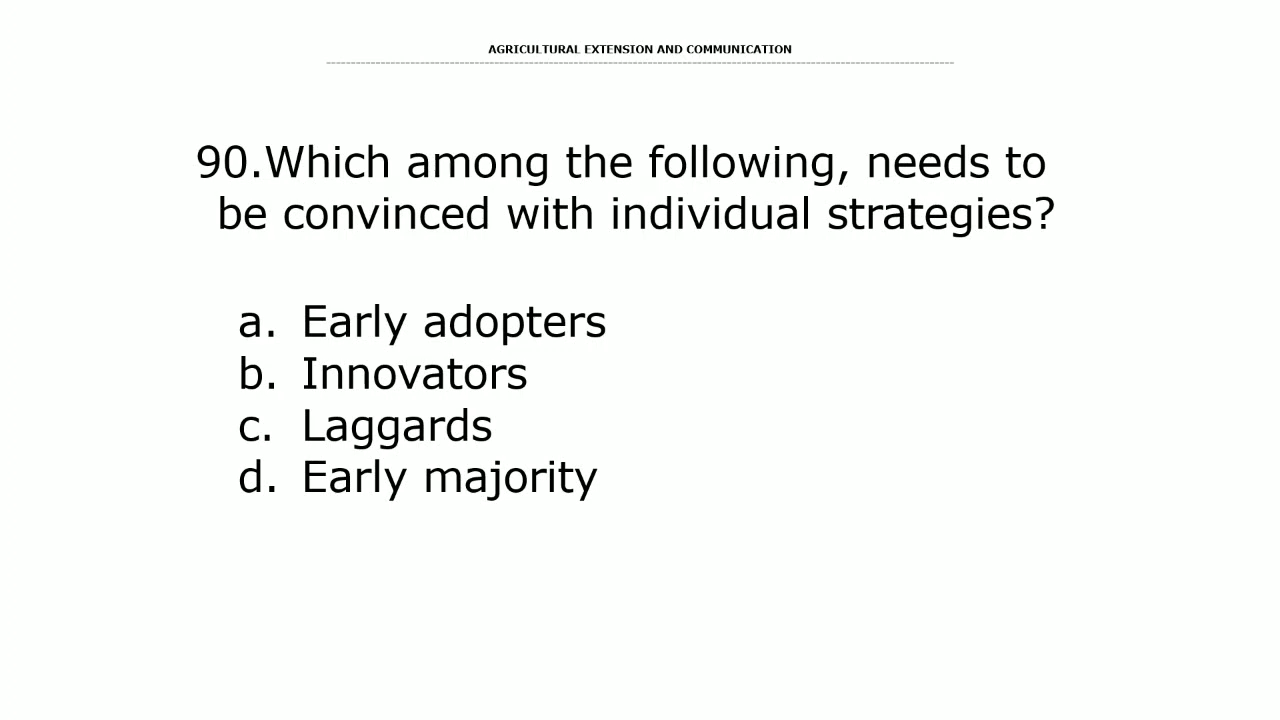 AGRICULTURAL EXTENSION AND COMMUNICATION
90.Which among the following, needs to
be convinced with individual strategies?
a. Early adopters
b. Innovators
c. Laggards
d. Early majority